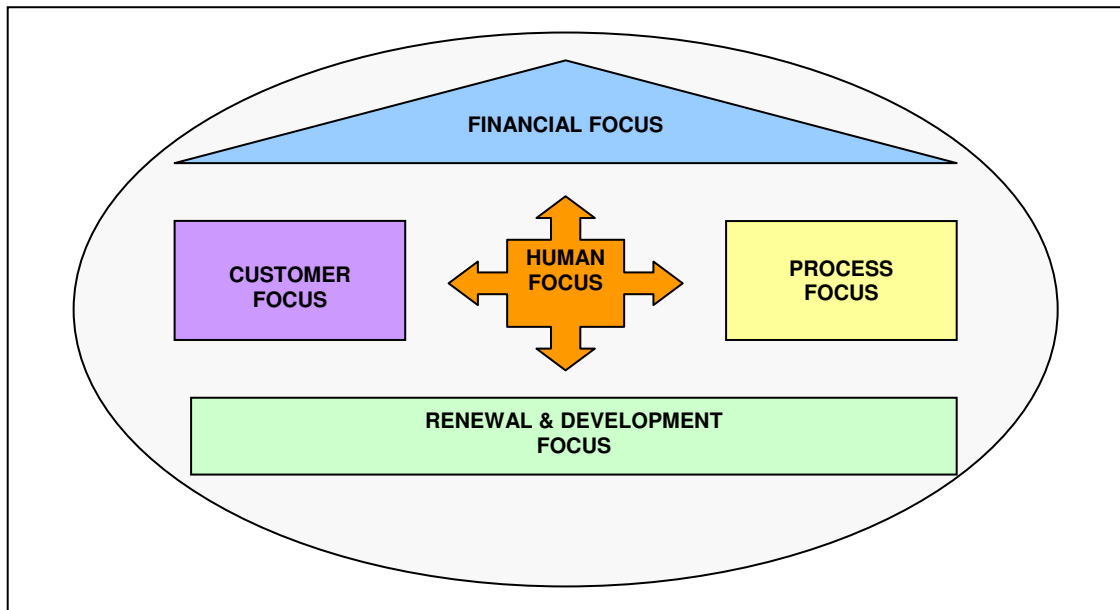 FINANCIAL FOCUS
CUSTOMER
FOCUS
HUMAN
FOCUS
PROCESS
FOCUS
RENEWAL & DEVELOPMENT
FOCUS